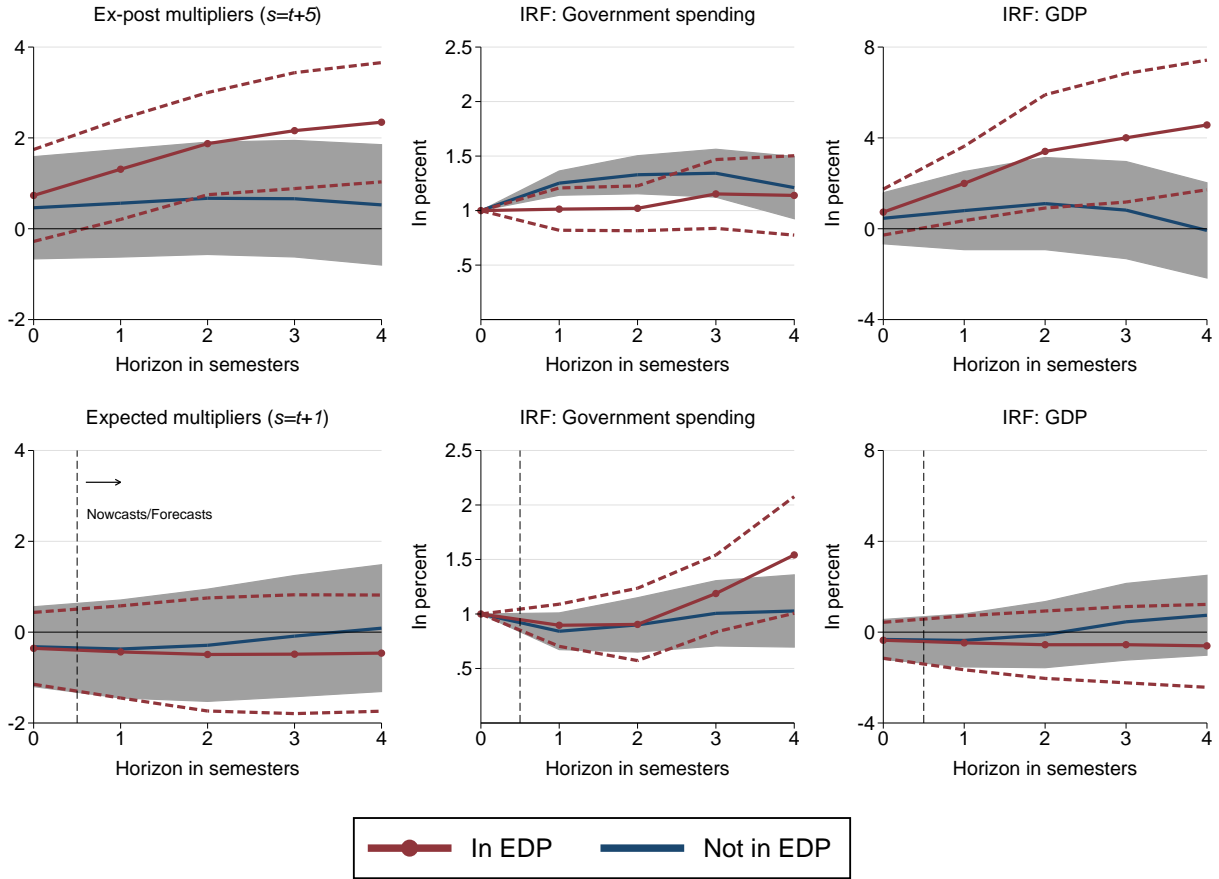 Ex-post multipliers (s=t+5)
4
2
0
-2
0 1 2 3 4
Horizon in semesters
IRF: Government spending
In percent
2.5
2
1.5
1
.5
0 1 2 3 4
Horizon in semesters
IRF: GDP
In percent
8
4
0
-4
0 1 2 3 4
Horizon in semesters
Expected multipliers (s=t+1)
4
2
0
-2
Nowcasts/Forecasts
0 1 2 3 4
Horizon in semesters
IRF: Government spending
In percent
2.5
2
1.5
1
.5
0 1 2 3 4
Horizon in semesters
IRF: GDP
In percent
8
4
0
-4
0 1 2 3 4
Horizon in semesters
In EDP Not in EDP